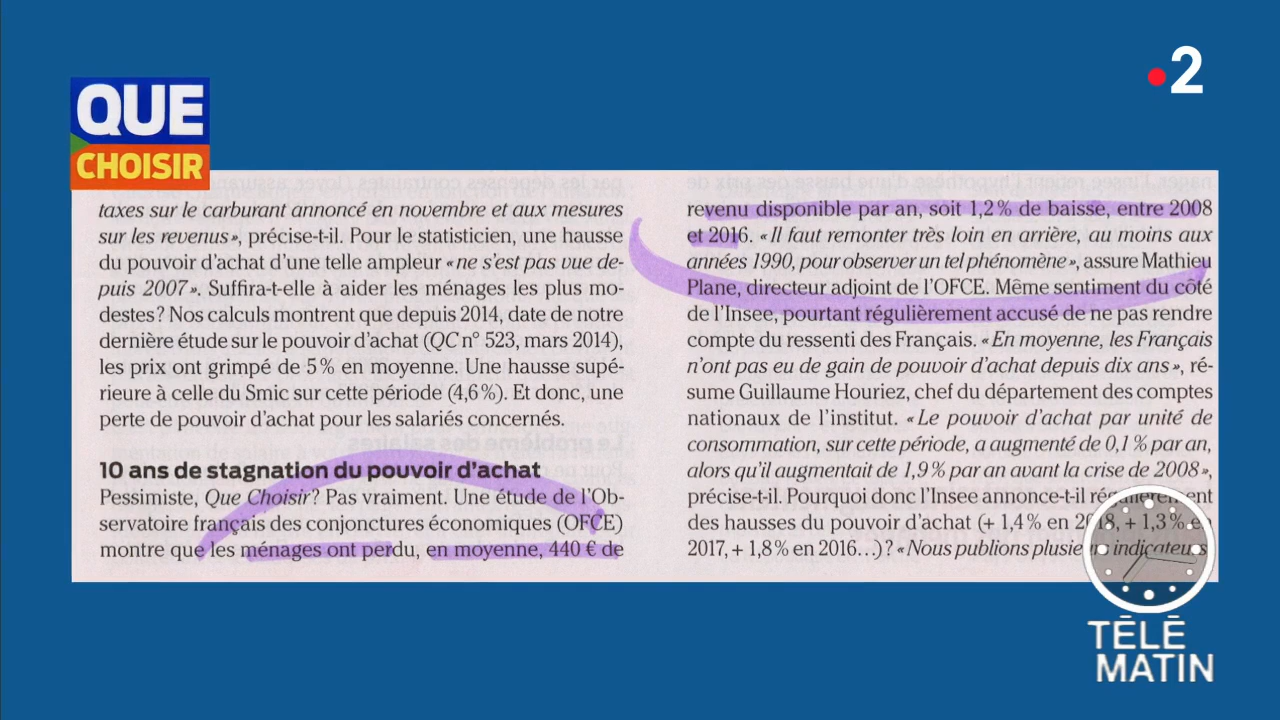 QUE
CHOISIR
2
taxes sur le carburant annoncé en novembre et aux mesures
sur les revenus», précise-t-il. Pour le statisticien, une hausse
du pouvoir d'achat d'une telle ampleur «ne s'est pas vue de-
puis 2007». Suffira-t-elle à aider les ménages les plus mo-
destes? Nos calculs montrent que depuis 2014, date de notre
dernière étude sur le pouvoir d'achat (QC n° 523, mars 2014),
les prix ont grimpé de 5% en moyenne. Une hausse supé-
rieure à celle du Smic sur cette période (4,6%). Et donc, une
perte de pouvoir d'achat pour les salariés concernés.
10 ans de stagnation du pouvoir d'achat
Pessimiste, Que Choisir? Pas vraiment. Une étude de l'Ob-
servatoire français des conjonctures économiques (OFCE)
montre que les ménages ont perdu, en moyenne, 440 € de
revenu disponible par an, soit 1,2% de baisse, entre 2008
et 2016. «Il faut remonter très loin en arrière, au moins aux
années 1990, pour observer un tel phénomène», assure Mathieu
Plane, directeur adjoint de l'OFCE. Même sentiment du côté
de l'Insee, pourtant régulièrement accusé de ne pas rendre
compte du ressenti des Français. «En moyenne, les Français
n'ont pas eu de gain de pouvoir d'achat depuis dix ans», ré-
sume Guillaume Houriez, chef du département des comptes
nationaux de l'institut. «Le pouvoir d'achat par unité de
consommation, sur cette période, a augmenté de 0,1% par an,
alors qu'il augmentait de 1,9% par an avant la crise de 2008»,
précise-t-il. Pourquoi donc l'Insee annonce-t-il régulièrement
des hausses du pouvoir d'achat (+ 1,4% en 2018, + 1,3% en
2017, + 1,8% en 2016…)? «Nous publions plusieurs indicateurs
TÉLÉ
MATIN